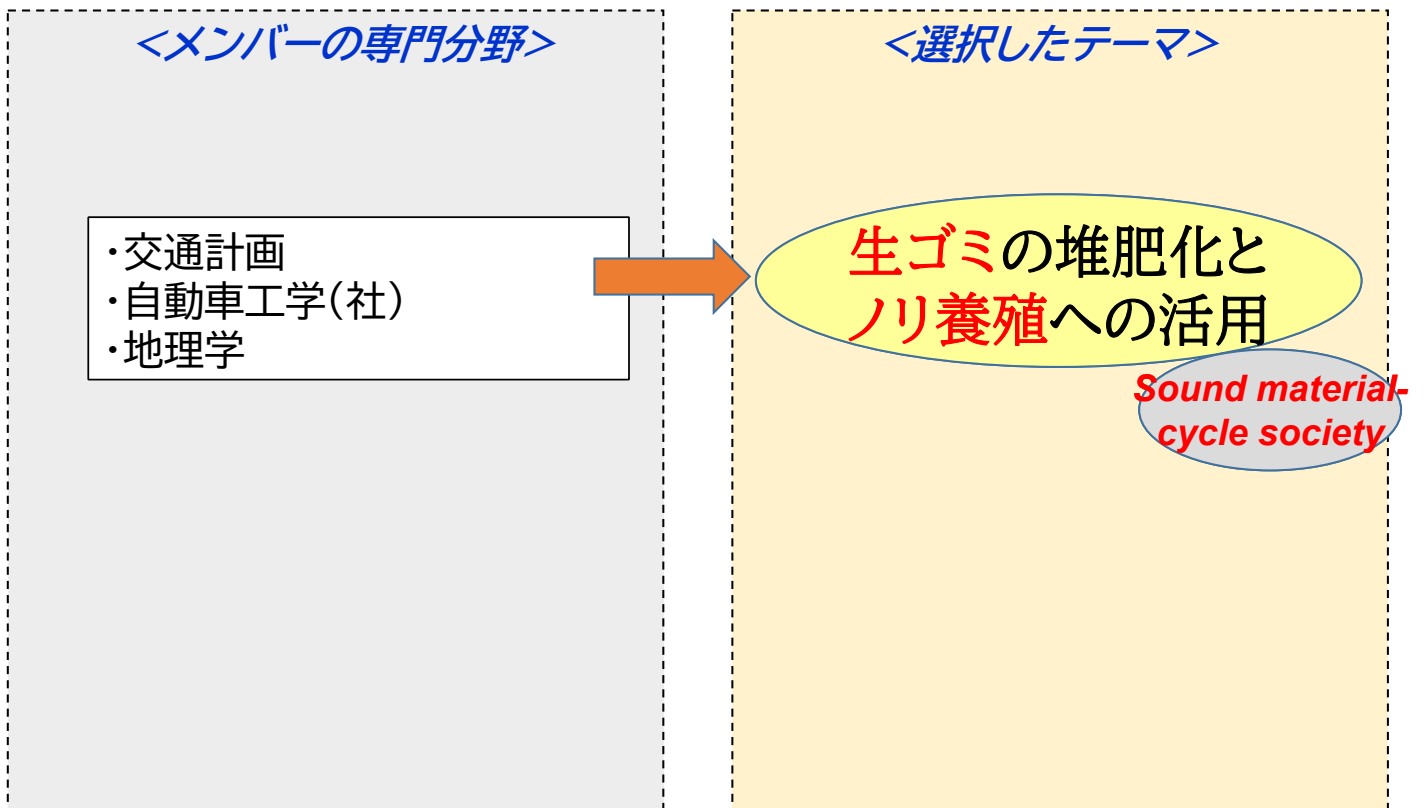 <メンバーの専門分野>
・交通計画
・自動車工学(社)
・地理学
<選択したテーマ>
生ゴミの堆肥化と
ノリ養殖への活用
Sound material-
cycle society